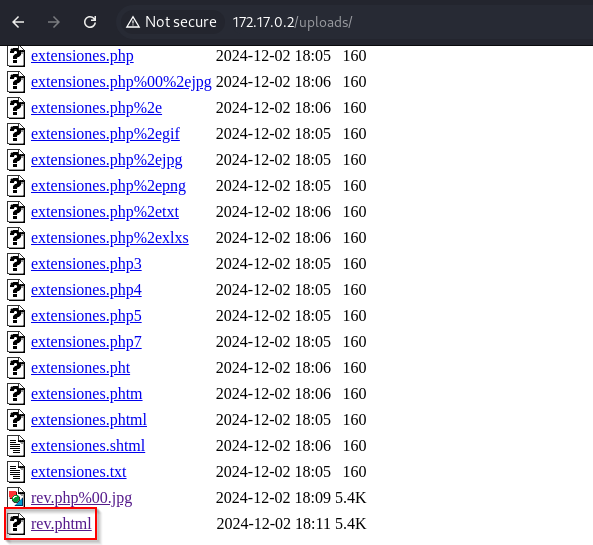 Not secure 172.17.0.2/uploads/
extensiones.php 2024-12-02 18:05 160
extensiones.php%00%2ejpg 2024-12-02 18:06 160
extensiones.php%2e 2024-12-02 18:06 160
extensiones.php%2egif 2024-12-02 18:05 160
extensiones.php%2ejpg 2024-12-02 18:05 160
extensiones.php%2epng 2024-12-02 18:05 160
extensiones.php%2etxt 2024-12-02 18:06 160
extensiones.php%2exlxs 2024-12-02 18:06 160
extensiones.php3 2024-12-02 18:05 160
extensiones.php4 2024-12-02 18:05 160
extensiones.php5 2024-12-02 18:05 160
extensiones.php7 2024-12-02 18:05 160
extensiones.pht 2024-12-02 18:06 160
extensiones.phtm 2024-12-02 18:06 160
extensiones.phtml 2024-12-02 18:05 160
extensiones.shtml 2024-12-02 18:06 160
extensiones.txt 2024-12-02 18:05 160
rev.php%00.jpg 2024-12-02 18:09 5.4K
rev.phtml 2024-12-02 18:11 5.4K